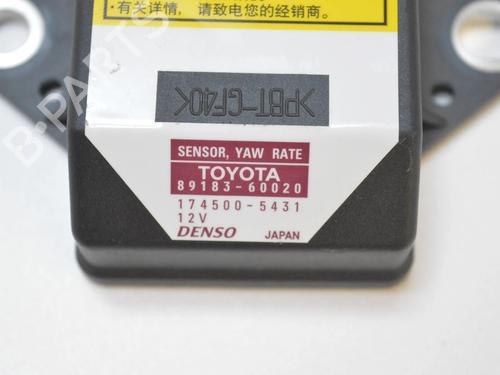 ·有关详情，请致电您的经销商.
>PBT-GF40<
SENSOR, YAW RATE
TOYOTA
89183-60020
174500-5431
12V
DENSO JAPAN
B-PARTS